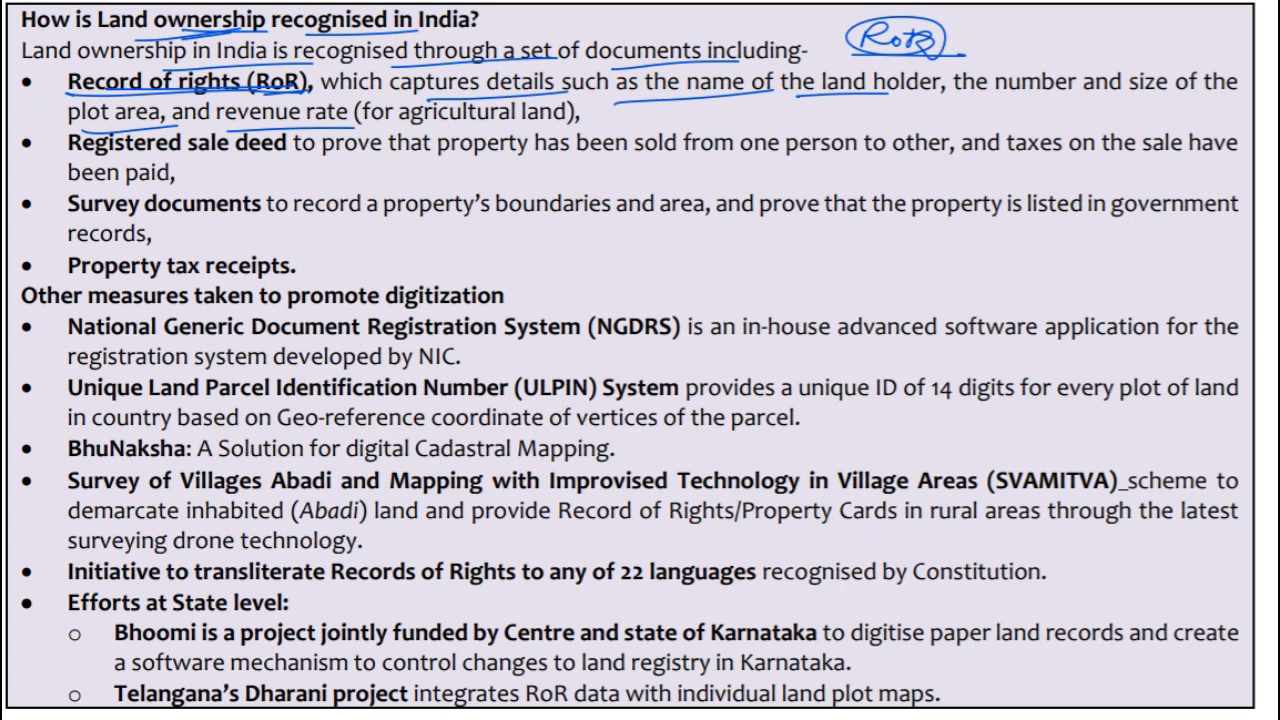 How is Land ownership recognised in India?
Land ownership in India is recognised through a set of documents including-
• Record of rights (RoR), which captures details such as the name of the land holder, the number and size of the
plot area, and revenue rate (for agricultural land),
• Registered sale deed to prove that property has been sold from one person to other, and taxes on the sale have
been paid,
• Survey documents to record a property's boundaries and area, and prove that the property is listed in government
records,
• Property tax receipts.
Other measures taken to promote digitization
• National Generic Document Registration System (NGDRS) is an in-house advanced software application for the
registration system developed by NIC.
• Unique Land Parcel Identification Number (ULPIN) System provides a unique ID of 14 digits for every plot of land
in country based on Geo-reference coordinate of vertices of the parcel.
• BhuNaksha: A Solution for digital Cadastral Mapping.
• Survey of Villages Abadi and Mapping with Improvised Technology in Village Areas (SVAMITVA)_scheme to
demarcate inhabited (Abadi) land and provide Record of Rights/Property Cards in rural areas through the latest
surveying drone technology.
• Initiative to transliterate Records of Rights to any of 22 languages recognised by Constitution.
• Efforts at State level:
o Bhoomi is a project jointly funded by Centre and state of Karnataka to digitise paper land records and create
a software mechanism to control changes to land registry in Karnataka.
o Telangana's Dharani project integrates RoR data with individual land plot maps.